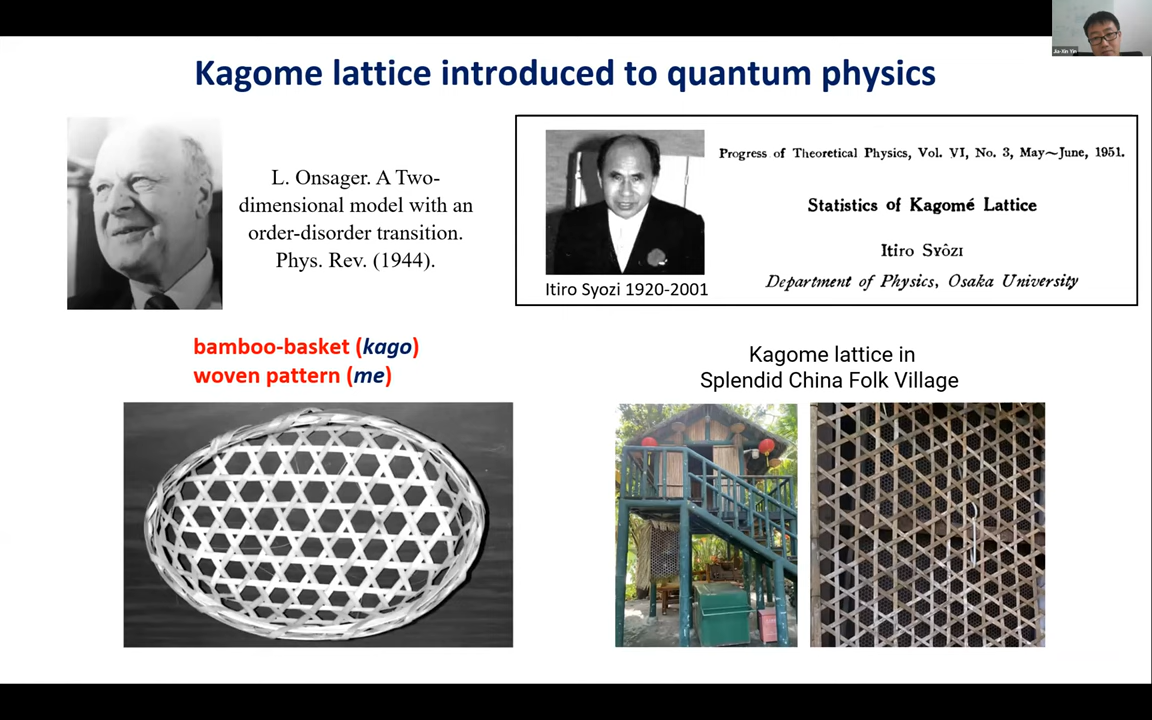 Jia-Xin Yin
Kagome lattice introduced to quantum physics
L. Onsager. A Two-
dimensional model with an
order-disorder transition.
Phys. Rev. (1944).
Progress of Theoretical Physics, Vol. VI, No. 3, May~June, 1951.
Statistics of Kagomé Lattice
Itiro Syôzi
Department of Physics, Osaka University
Itiro Syozi 1920-2001
bamboo-basket (kago)
woven pattern (me)
Kagome lattice in
Splendid China Folk Village